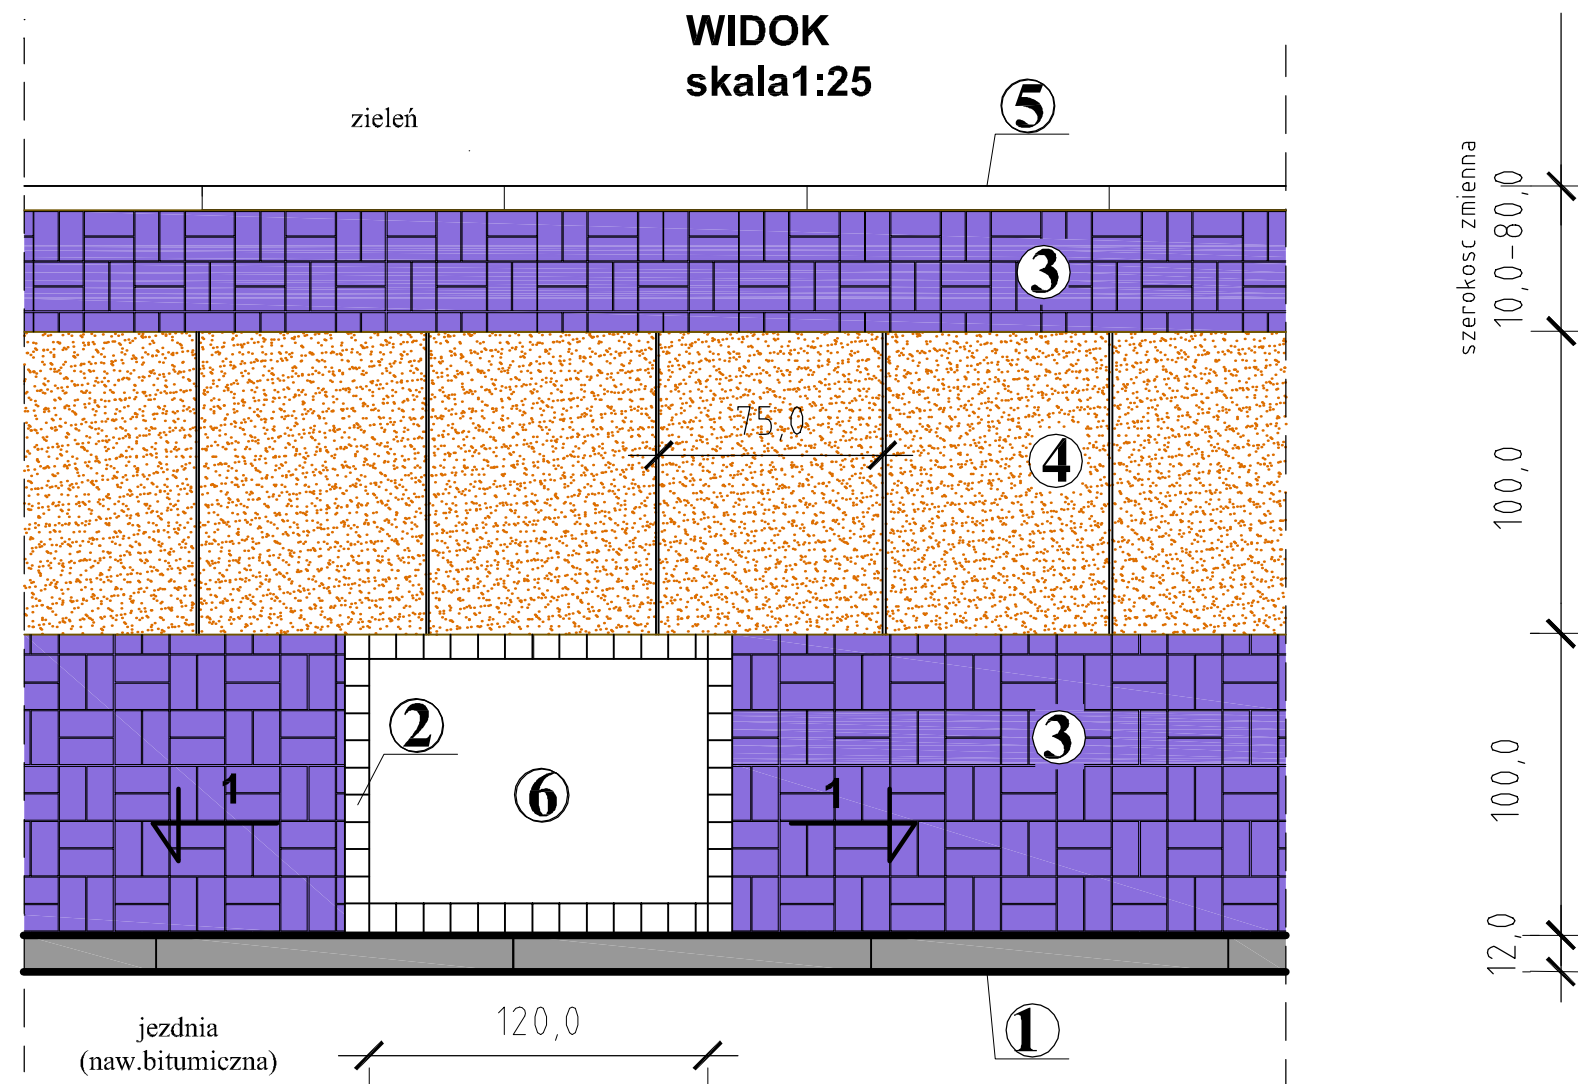 WIDOK
skala1:25
zieleń
5
szerokosc zmienna
10,0-80,0
3
75,0
4
100,0
2
3
1
6
1
100,0
12,0
jezdnia
(naw.bitumiczna)
120,0
1